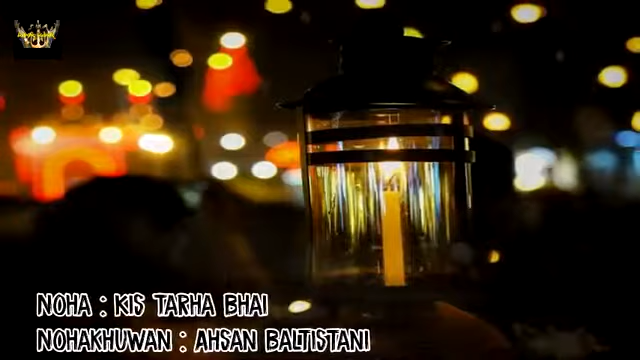 NOHA : KIS TARHA BHAI
NOHAKHUWAN : AHSAN BALTISTANI